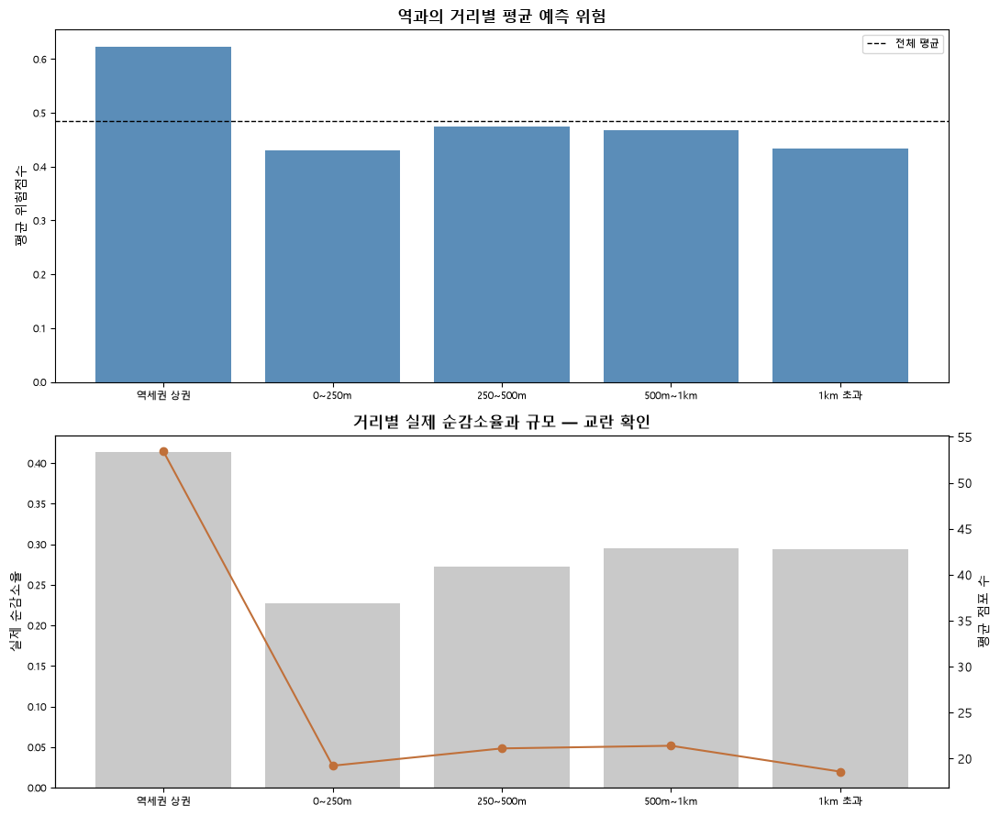 역과의 거리별 평균 예측 위험
전체 평균
평균 위험점수
0.6
0.5
0.4
0.3
0.2
0.1
0.0
역세권 상권
0~250m
250~500m
500m~1km
1km 초과
거리별 실제 순감소율과 규모 — 교란 확인
실제 순감소율
0.40
0.35
0.30
0.25
0.20
0.15
0.10
0.05
0.00
55
50
45
40
35
30
25
20
평균 점포 수
역세권 상권
0~250m
250~500m
500m~1km
1km 초과